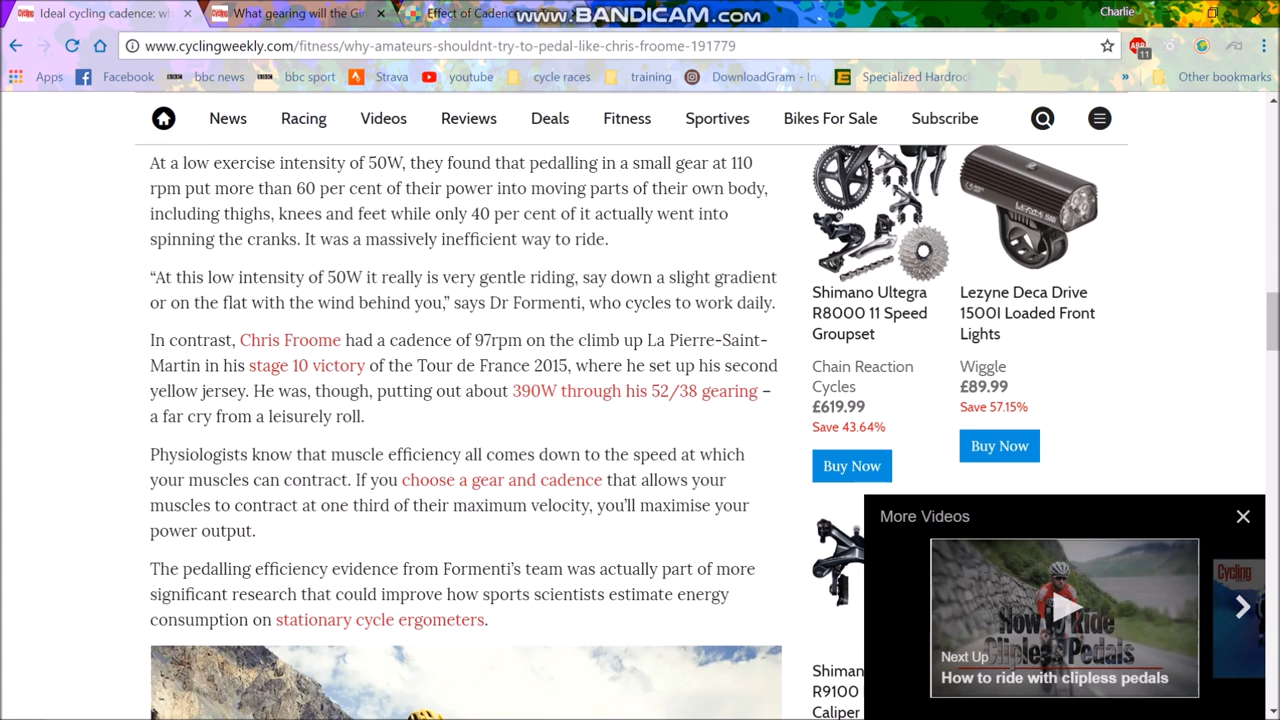 Ideal cycling cadence: wh
What gearing will the Gi
Effect of Cadenc
www.BANDICAM.com
Charlie
www.cyclingweekly.com/fitness/why-amateurs-shouldnt-try-to-pedal-like-chris-froome-191779
ABP
11
Apps
Facebook
bbc news
bbc sport
Strava
youtube
cycle races
training
DownloadGram - In
Specialized Hardroc
»
Other bookmarks
News
Racing
Videos
Reviews
Deals
Fitness
Sportives
Bikes For Sale
Subscribe
At a low exercise intensity of 50W, they found that pedalling in a small gear at 110
rpm put more than 60 per cent of their power into moving parts of their own body,
including thighs, knees and feet while only 40 per cent of it actually went into
spinning the cranks. It was a massively inefficient way to ride.
“At this low intensity of 50W it really is very gentle riding, say down a slight gradient
or on the flat with the wind behind you,” says Dr Formenti, who cycles to work daily.
In contrast, Chris Froome had a cadence of 97rpm on the climb up La Pierre-Saint-
Martin in his stage 10 victory of the Tour de France 2015, where he set up his second
yellow jersey. He was, though, putting out about 390W through his 52/38 gearing –
a far cry from a leisurely roll.
Physiologists know that muscle efficiency all comes down to the speed at which
your muscles can contract. If you choose a gear and cadence that allows your
muscles to contract at one third of their maximum velocity, you’ll maximise your
power output.
The pedalling efficiency evidence from Formenti’s team was actually part of more
significant research that could improve how sports scientists estimate energy
consumption on stationary cycle ergometers.
Shimano Ultegra
R8000 11 Speed
Groupset
Chain Reaction
Cycles
£619.99
Save 43.64%
Buy Now
LEZYNE
Lezyne Deca Drive
1500I Loaded Front
Lights
Wiggle
£89.99
Save 57.15%
Buy Now
Shiman
R9100
Caliper
More Videos
How to Ride
Clipless Pedals
Next Up
How to ride with clipless pedals
Cycling